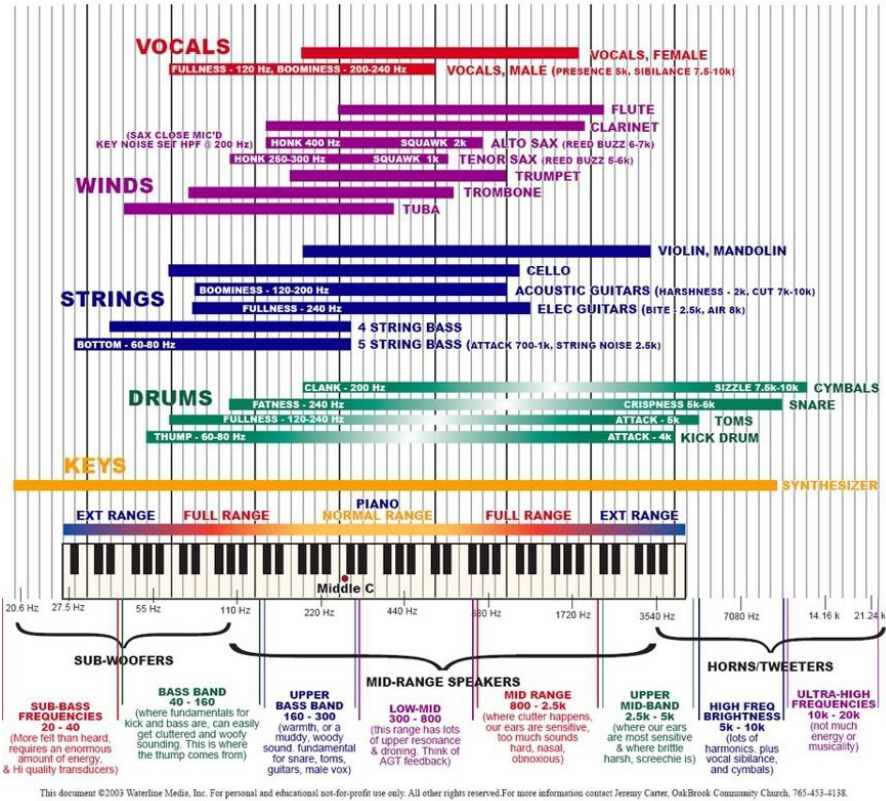 VOCALS
VOCALS, FEMALE
FULLNESS - 120 Hz, BOOMINESS - 200-240 Hz
VOCALS, MALE (PRESENCE 5k, SIBILANCE 7.5-10k)
FLUTE
CLARINET
(SAX CLOSE MIC'D
KEY NOISE SET HPF @ 200 Hz)
HONK 400 Hz SQUAWK 2k ALTO SAX (REED BUZZ 6-7k)
HONK 250-300 Hz SQUAWK 1k TENOR SAX (REED BUZZ 5-6k)
TRUMPET
WINDS
TROMBONE
TUBA
VIOLIN, MANDOLIN
CELLO
BOOMINESS - 120-200 Hz ACOUSTIC GUITARS (HARSHNESS - 2k, CUT 7k-10k)
STRINGS
FULLNESS - 240 Hz ELEC GUITARS (BITE - 2.5k, AIR 8k)
4 STRING BASS
BOTTOM - 60-80 Hz 5 STRING BASS (ATTACK 700-1k, STRING NOISE 2.5k)
CLANK - 200 Hz SIZZLE 7.5k-10k CYMBALS
DRUMS
FATNESS - 240 Hz CRISPNESS 5k-6k SNARE
FULLNESS - 120-240 Hz ATTACK - 5k TOMS
THUMP - 60-80 Hz ATTACK - 4k KICK DRUM
KEYS
SYNTHESIZER
PIANO
EXT RANGE FULL RANGE NORMAL RANGE FULL RANGE EXT RANGE
Middle C
20.6 Hz 27.5 Hz 55 Hz 110 Hz 220 Hz 440 Hz 880 Hz 1720 Hz 3540 Hz 7080 Hz 14.16 k 21.24 k
SUB-WOOFERS
MID-RANGE SPEAKERS
HORNS/TWEETERS
SUB-BASS
FREQUENCIES
20 - 40
(More felt than heard,
requires an enormous
amount of energy,
& Hi quality transducers)
BASS BAND
40 - 160
(where fundamentals for
kick and bass are, can easily
get cluttered and woofy
sounding. This is where
the thump comes from)
UPPER
BASS BAND
160 - 300
(warmth, or a
muddy, woody
sound. fundamental
for snare, toms,
guitars, male vox)
LOW-MID
300 - 800
(this range has lots
of upper resonance
& droning. Think of
AGT feedback)
MID RANGE
800 - 2.5k
(where clutter happens,
our ears are sensitive,
too much sounds
hard, nasal,
obnoxious)
UPPER
MID-BAND
2.5k - 5k
(where our ears
are most sensitive
& where brittle
harsh, screechie is)
HIGH FREQ
BRIGHTNESS
5k - 10k
(lots of
harmonics. plus
vocal sibilance,
and cymbals)
ULTRA-HIGH
FREQUENCIES
10k - 20k
(not much
energy or
musicality)
This document ©2003 Waterline Media, Inc. For personal and educational not-for-profit use only. All other rights reserved.For more information contact Jeremy Carter, OakBrook Community Church, 765-453-4138.